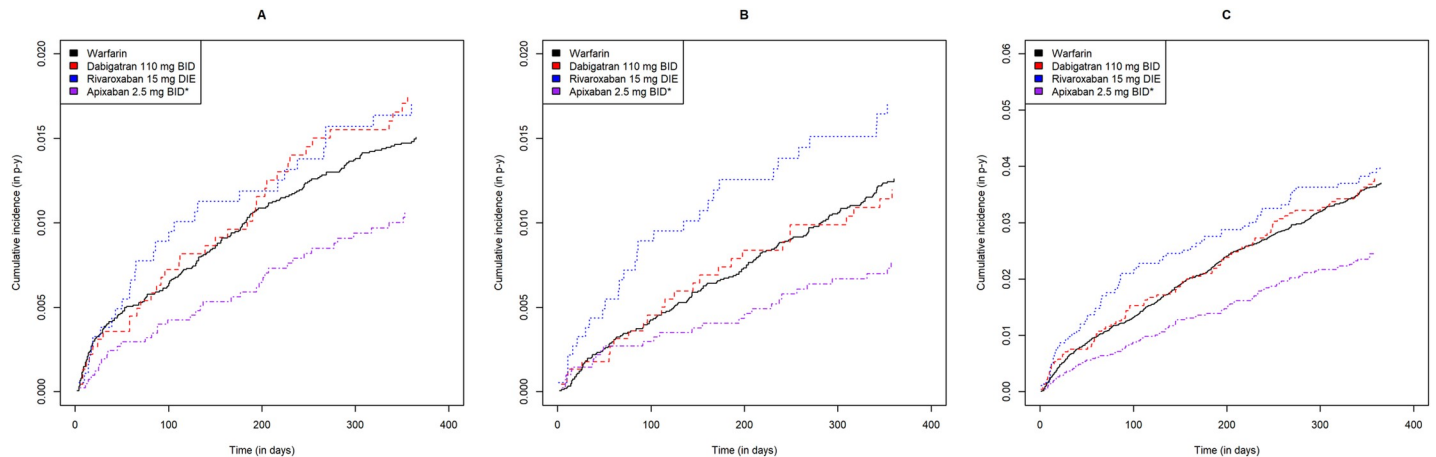 A
Warfarin
Dabigatran 110 mg BID
Rivaroxaban 15 mg DIE
Apixaban 2.5 mg BID*
Cumulative incidence (in p-y)
0.020
0.015
0.010
0.005
0.000
0 100 200 300 400
Time (in days)
B
Warfarin
Dabigatran 110 mg BID
Rivaroxaban 15 mg DIE
Apixaban 2.5 mg BID*
Cumulative incidence (in p-y)
0.020
0.015
0.010
0.005
0.000
0 100 200 300 400
Time (in days)
C
Warfarin
Dabigatran 110 mg BID
Rivaroxaban 15 mg DIE
Apixaban 2.5 mg BID*
Cumulative incidence (in p-y)
0.06
0.05
0.04
0.03
0.02
0.01
0.00
0 100 200 300 400
Time (in days)